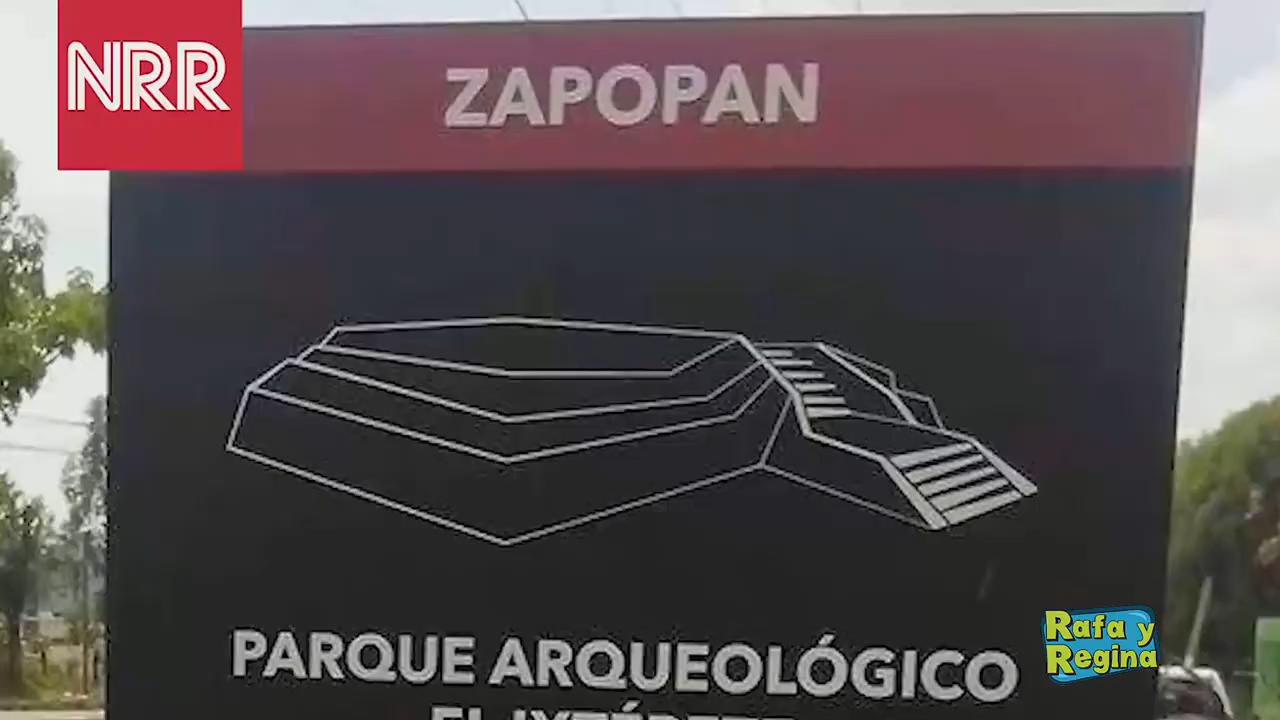 NRR
ZAPOPAN
PARQUE ARQUEOLÓGICO
Rafa y
Regina